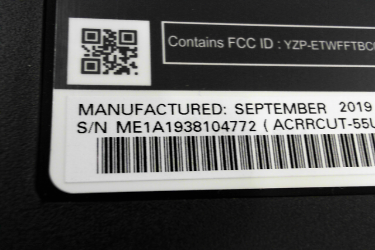 Contains FCC ID : YZP-ETWFFTBC
MANUFACTURED: SEPTEMBER 2019
S/N ME1A1938104772 ( ACRRCUT-55U